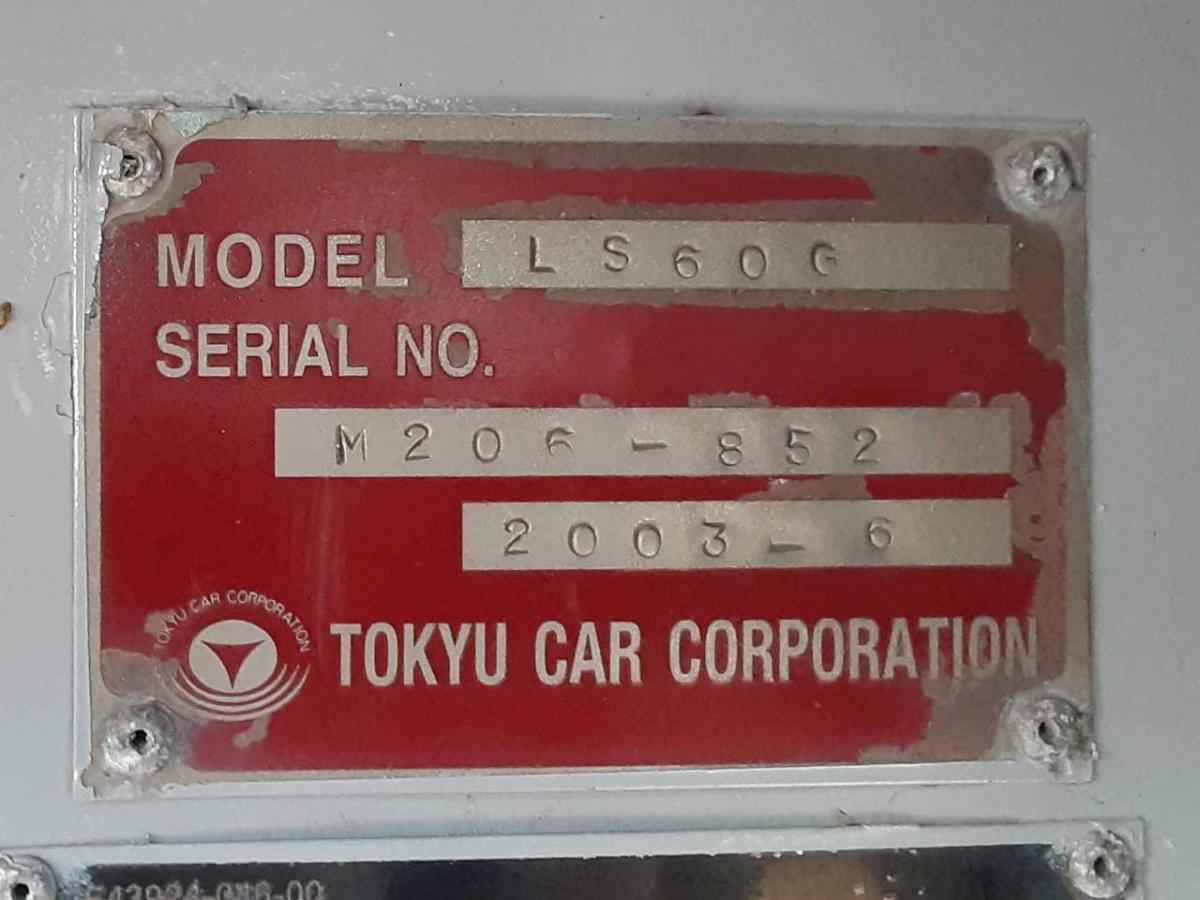 MODEL LS60G
SERIAL NO.
M206-852
2003-6
TOKYU CAR CORPORATION
TOKYU CAR CORPORATION